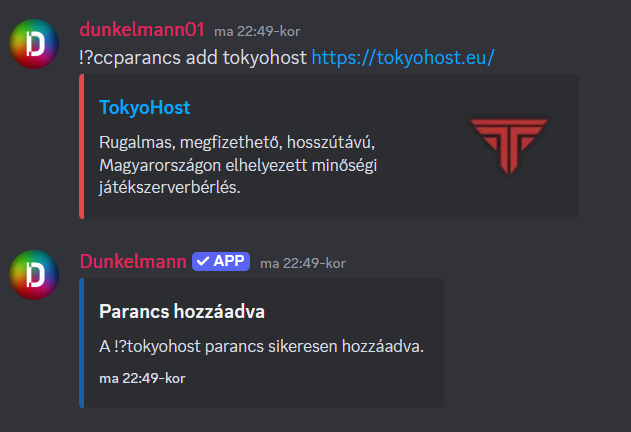 dunkelmann01 ma 22:49-kor
!?ccparancs add tokyohost https://tokyohost.eu/
TokyoHost
Rugalmas, megfizethető, hosszútávú,
Magyarországon elhelyezett minőségi
játékszerverbérlés.
Dunkelmann APP ma 22:49-kor
Parancs hozzáadva
A !?tokyohost parancs sikeresen hozzáadva.
ma 22:49-kor